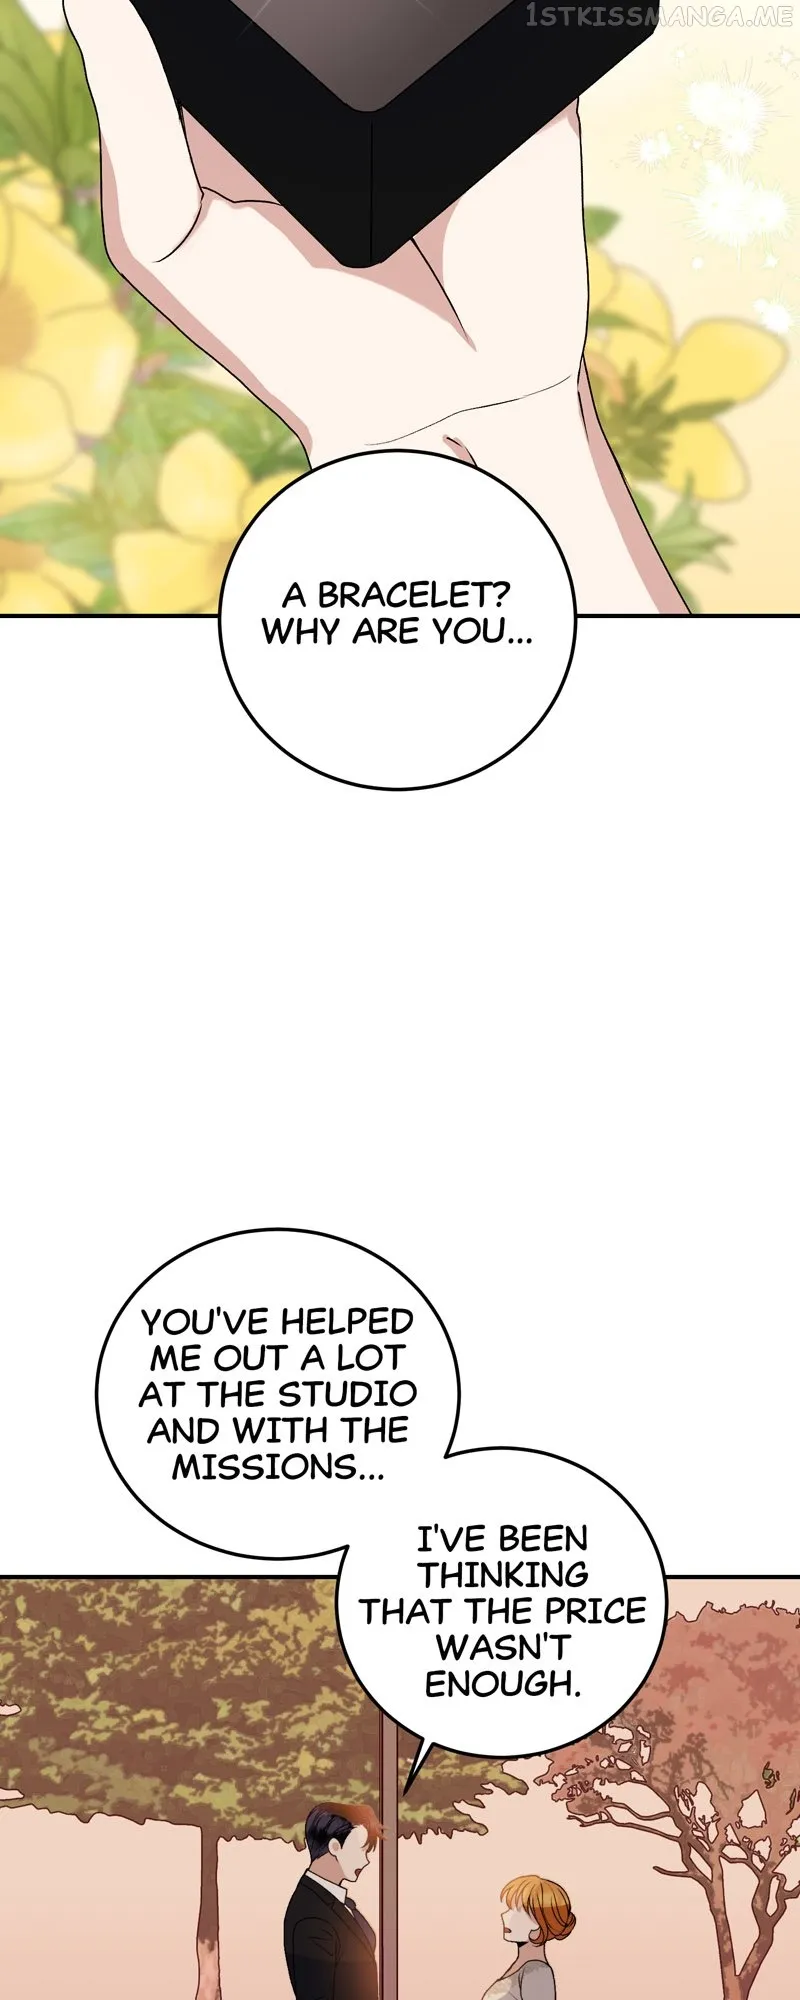 1STKISSMANGA.ME
A BRACELET?
WHY ARE YOU...
YOU'VE HELPED
ME OUT A LOT
AT THE STUDIO
AND WITH THE
MISSIONS...
I'VE BEEN
THINKING
THAT THE PRICE
WASN'T
ENOUGH.